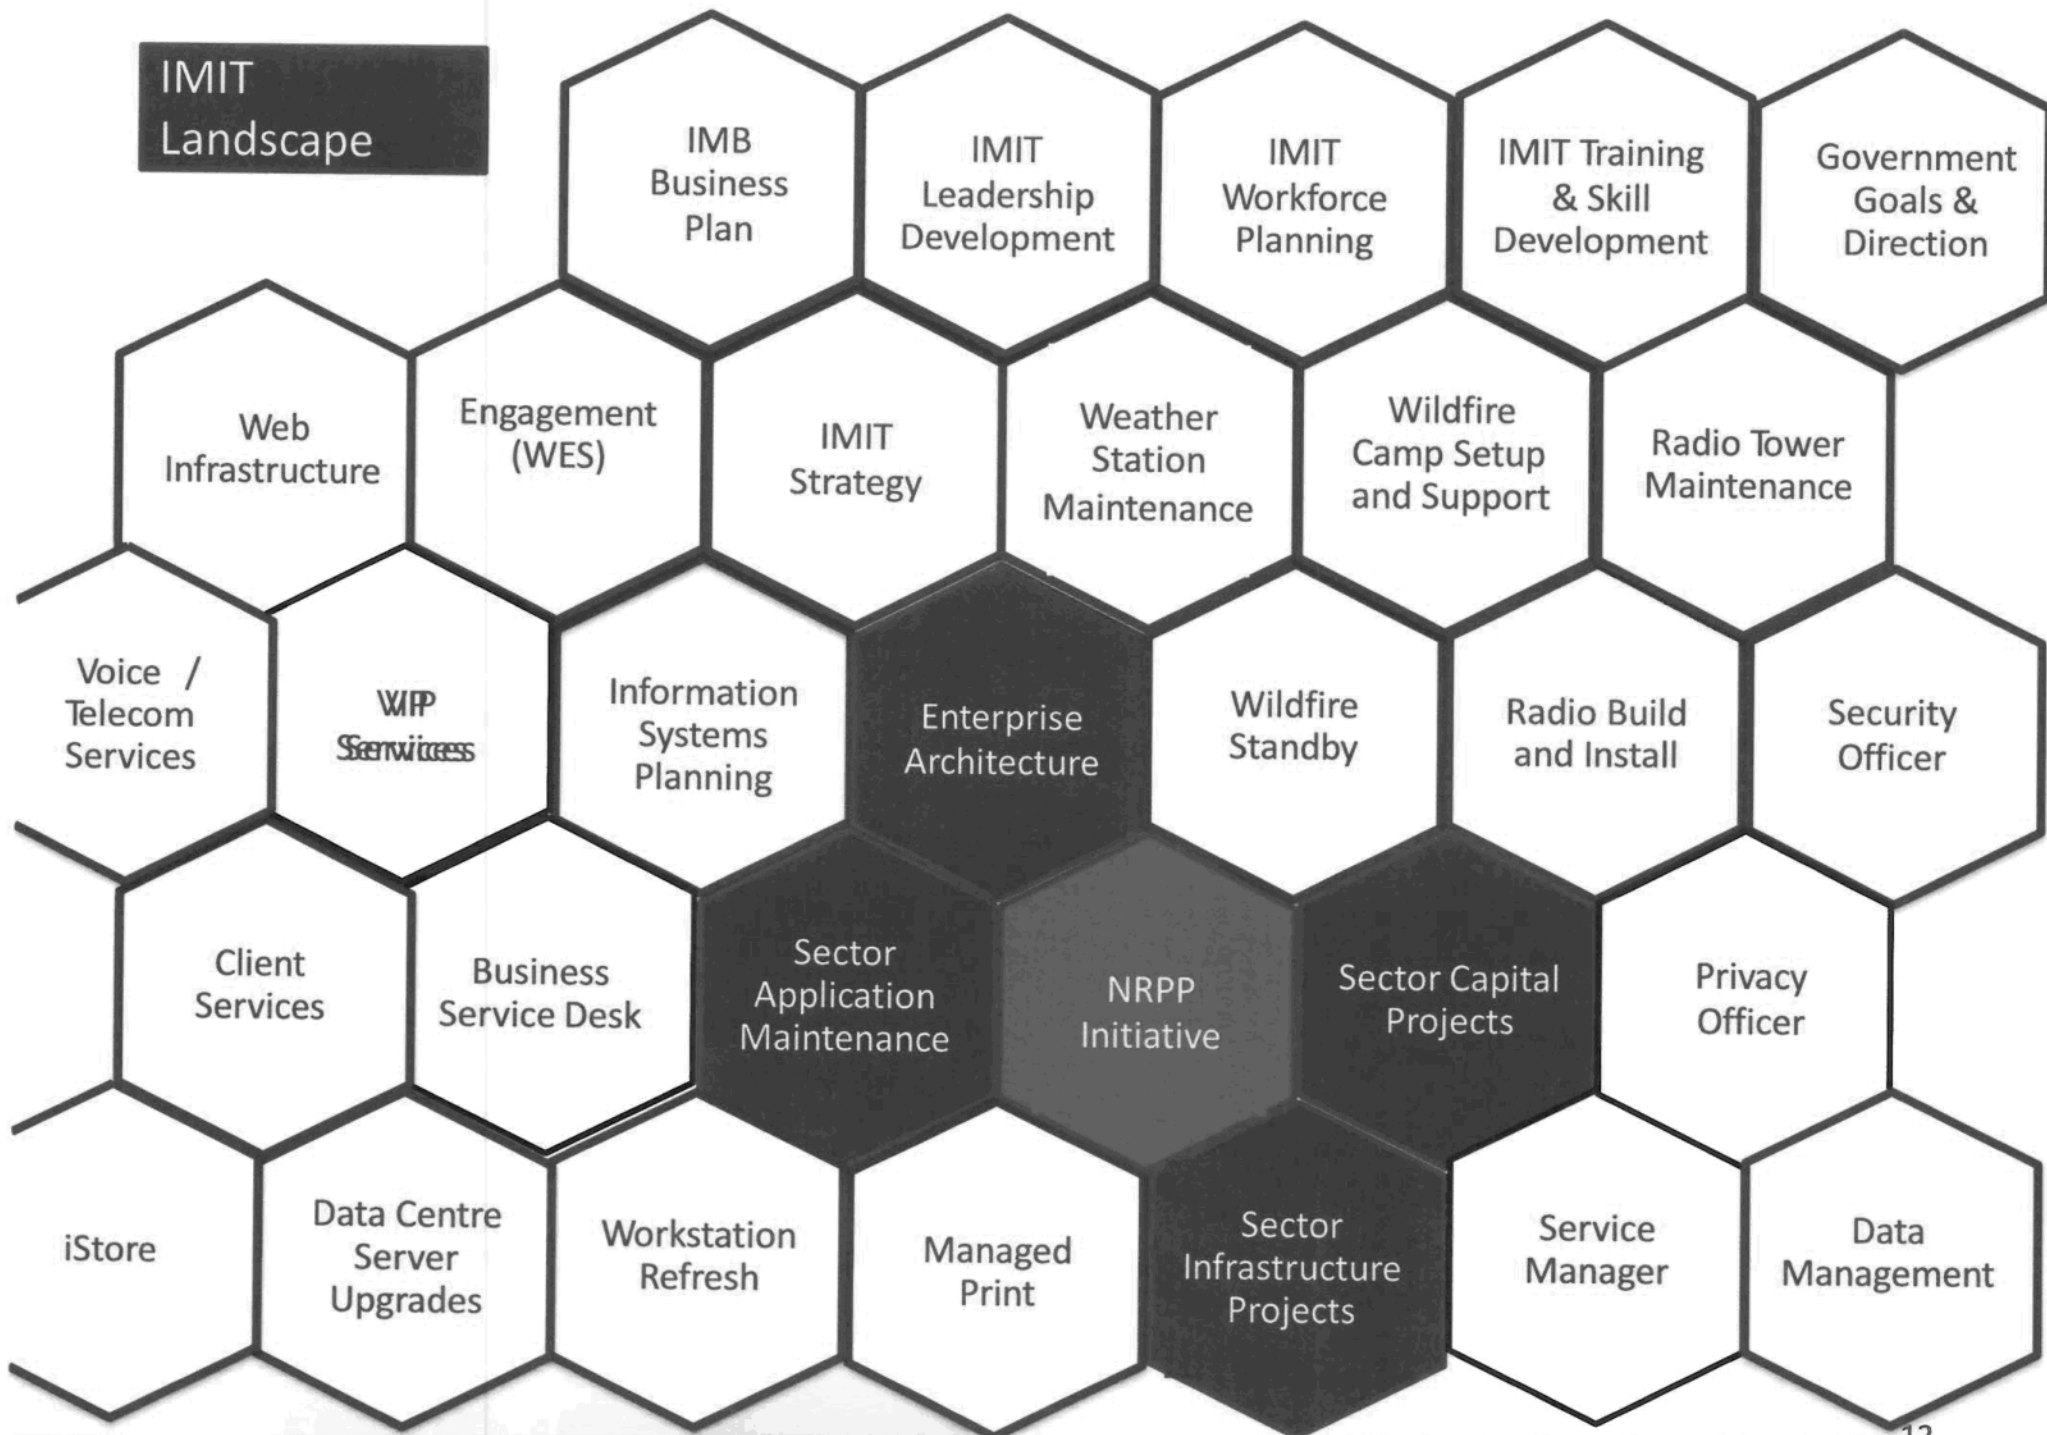 IMIT
Landscape
IMB
Business
Plan
IMIT
Leadership
Development
IMIT
Workforce
Planning
IMIT Training
& Skill
Development
Government
Goals &
Direction
Web
Infrastructure
Engagement
(WES)
IMIT
Strategy
Weather
Station
Maintenance
Wildfire
Camp Setup
and Support
Radio Tower
Maintenance
Voice /
Telecom
Services
Services
Information
Systems
Planning
Enterprise
Architecture
Wildfire
Standby
Radio Build
and Install
Security
Officer
Client
Services
Business
Service Desk
Sector
Application
Maintenance
NRPP
Initiative
Sector Capital
Projects
Privacy
Officer
iStore
Data Centre
Server
Upgrades
Workstation
Refresh
Managed
Print
Sector
Infrastructure
Projects
Service
Manager
Data
Management